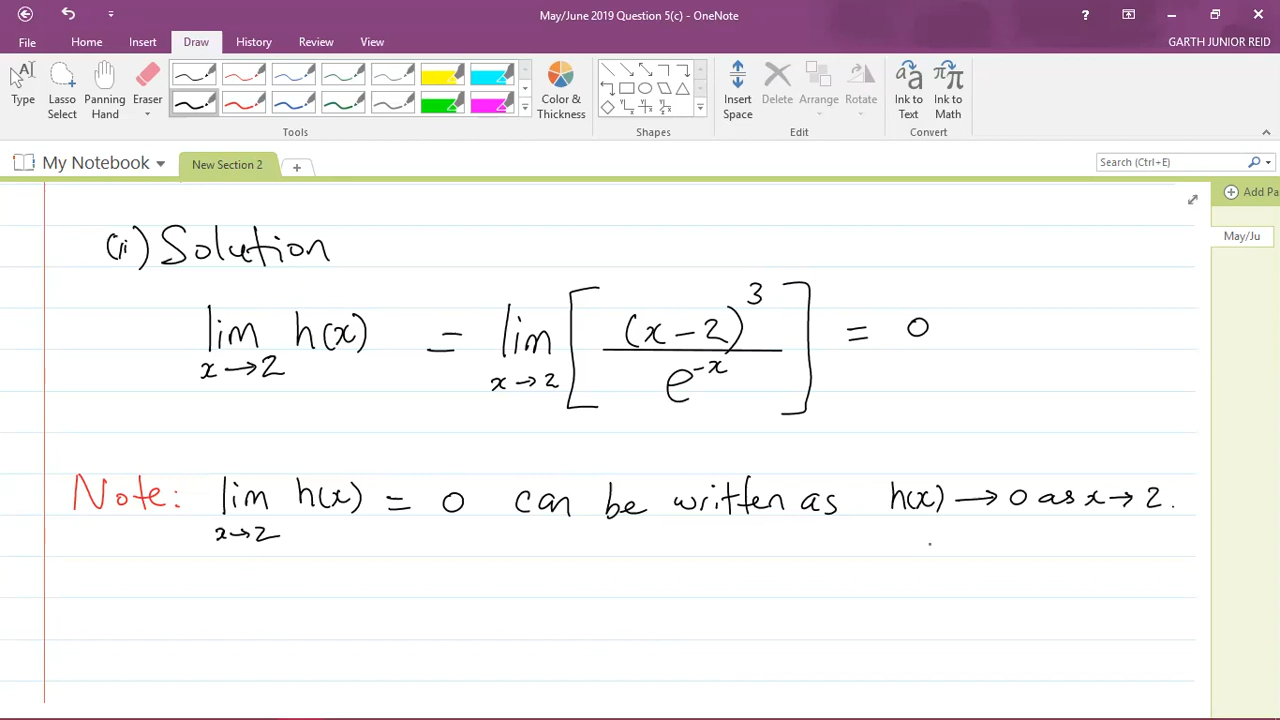 May/June 2019 Question 5(c) - OneNote
File Home Insert Draw History Review View GARTH JUNIOR REID
Type
Lasso Select
Panning Hand
Eraser
Color & Thickness
Insert Space
Delete
Arrange
Rotate
Ink to Text
Ink to Math
Tools Shapes Edit Convert
My Notebook New Section 2 Search (Ctrl+E)
Add Pa
May/Ju
(ii) Solution
lim x→2 h(x) = lim x→2 [ (x-2)^3 / e^-x ] = 0
Note: lim x→2 h(x) = 0 can be written as h(x) → 0 as x → 2.